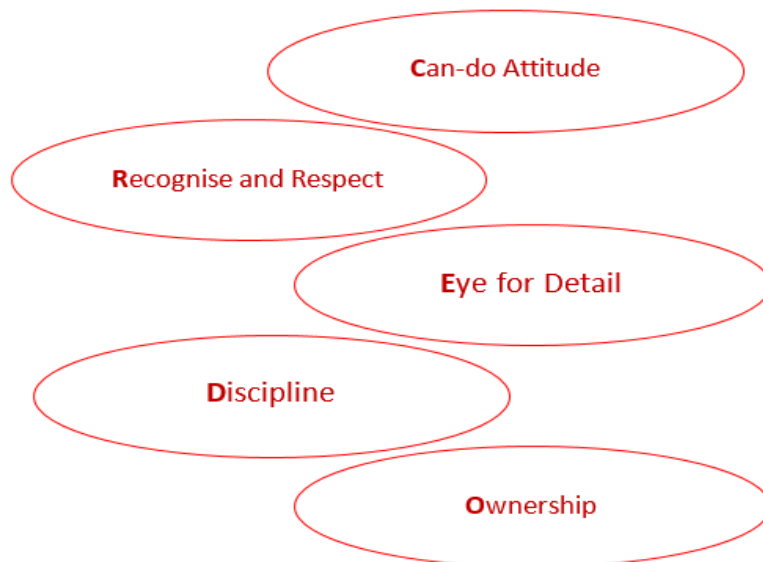 Can-do Attitude
Recognise and Respect
Eye for Detail
Discipline
Ownership